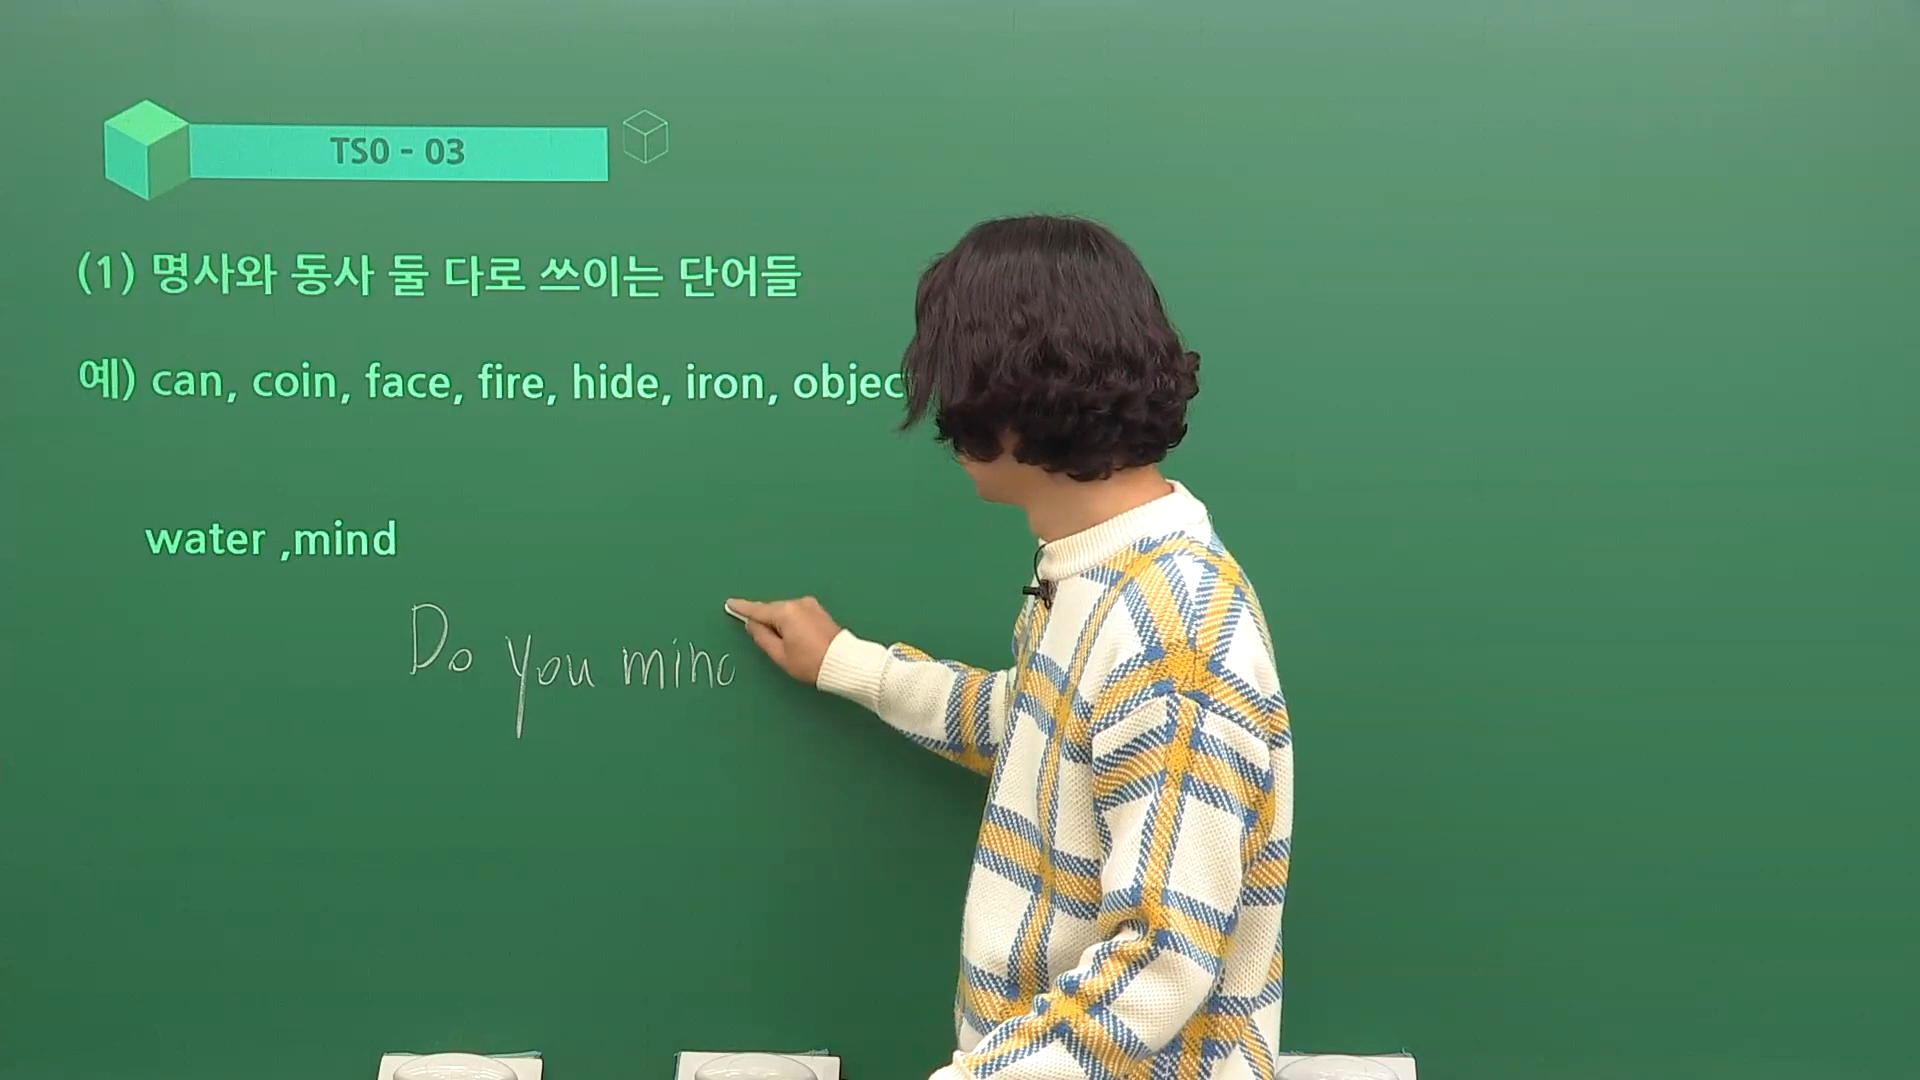 TS0 - 03
(1) 명사와 동사 둘 다로 쓰이는 단어들
예) can, coin, face, fire, hide, iron, objec
water ,mind
Do you